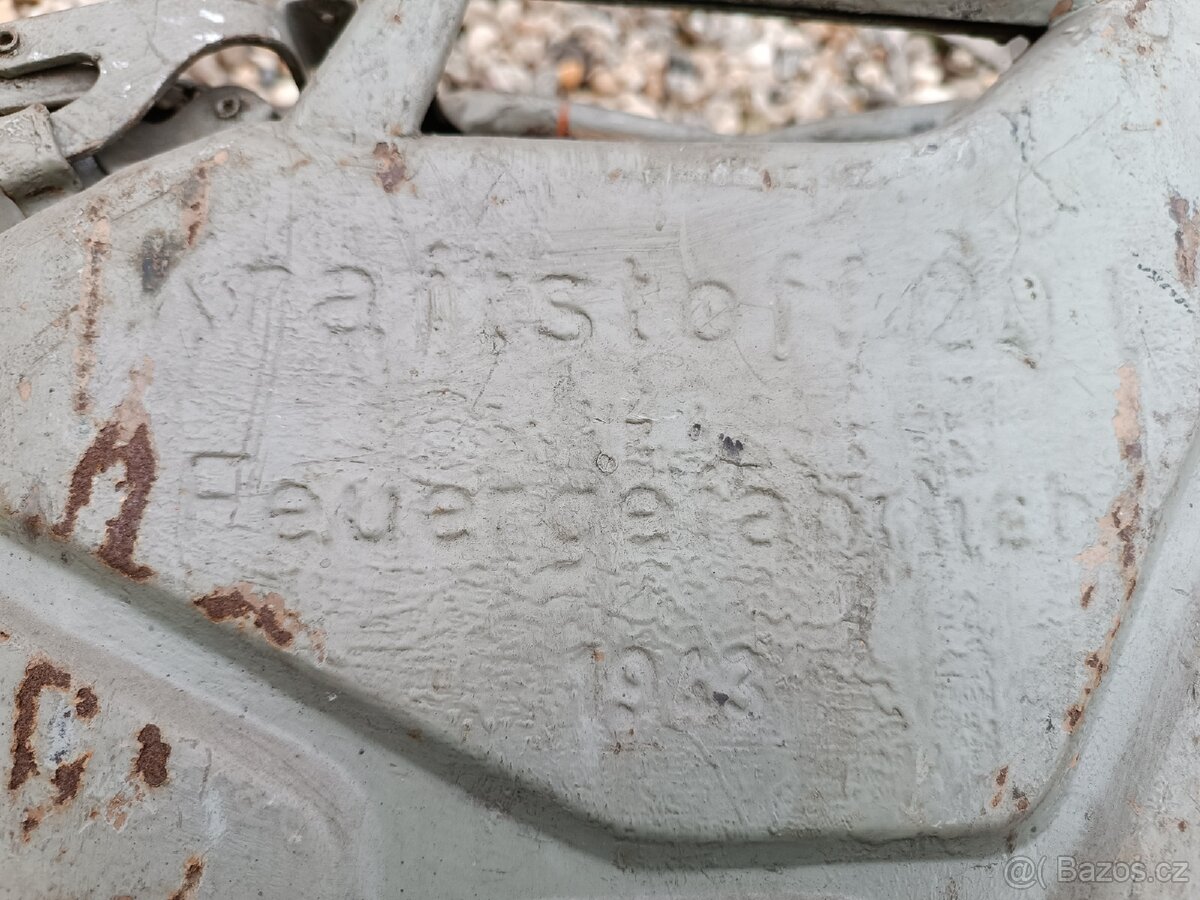 Kraftstoff 20 l
Feuergefährlich
1943
@( Bazos.cz